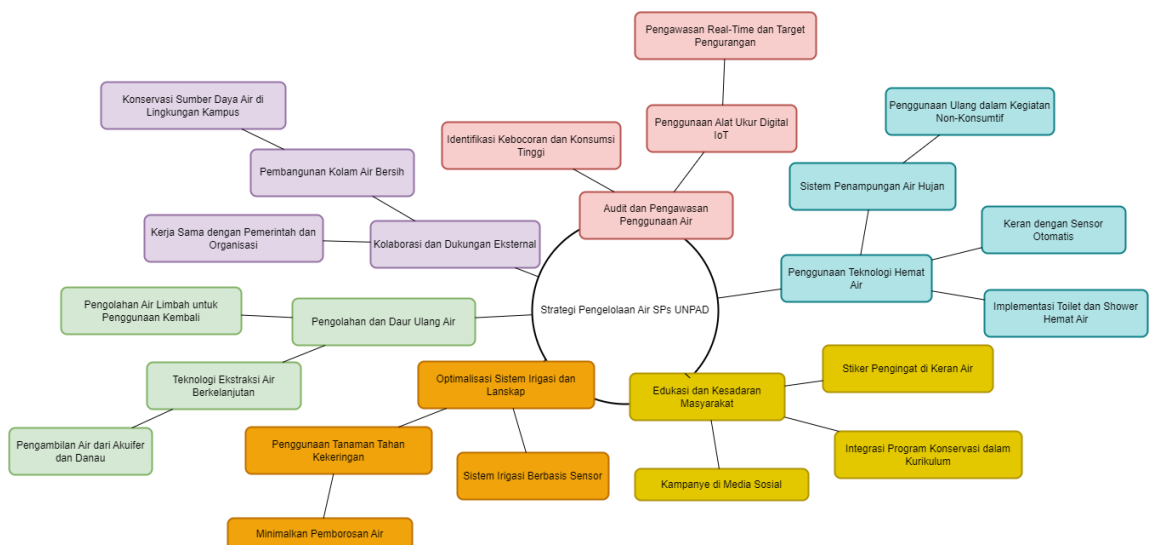 Pengawasan Real-Time dan Target
Pengurangan
Konservasi Sumber Daya Air di
Lingkungan Kampus
Penggunaan Ulang dalam Kegiatan
Non-Konsumtif
Identifikasi Kebocoran dan Konsumsi
Tinggi
Penggunaan Alat Ukur Digital
IoT
Pembangunan Kolam Air Bersih
Sistem Penampungan Air Hujan
Audit dan Pengawasan
Penggunaan Air
Kerja Sama dengan Pemerintah dan
Organisasi
Kolaborasi dan Dukungan Eksternal
Keran dengan Sensor
Otomatis
Penggunaan Teknologi Hemat
Air
Pengolahan Air Limbah untuk
Penggunaan Kembali
Pengolahan dan Daur Ulang Air
Strategi Pengelolaan Air SPs UNPAD
Implementasi Toilet dan Shower
Hemat Air
Teknologi Ekstraksi Air
Berkelanjutan
Optimalisasi Sistem Irigasi dan
Lanskap
Edukasi dan Kesadaran
Masyarakat
Stiker Pengingat di Keran Air
Pengambilan Air dari Akuifer
dan Danau
Penggunaan Tanaman Tahan
Kekeringan
Sistem Irigasi Berbasis Sensor
Kampanye di Media Sosial
Integrasi Program Konservasi dalam
Kurikulum
Minimalkan Pemborosan Air